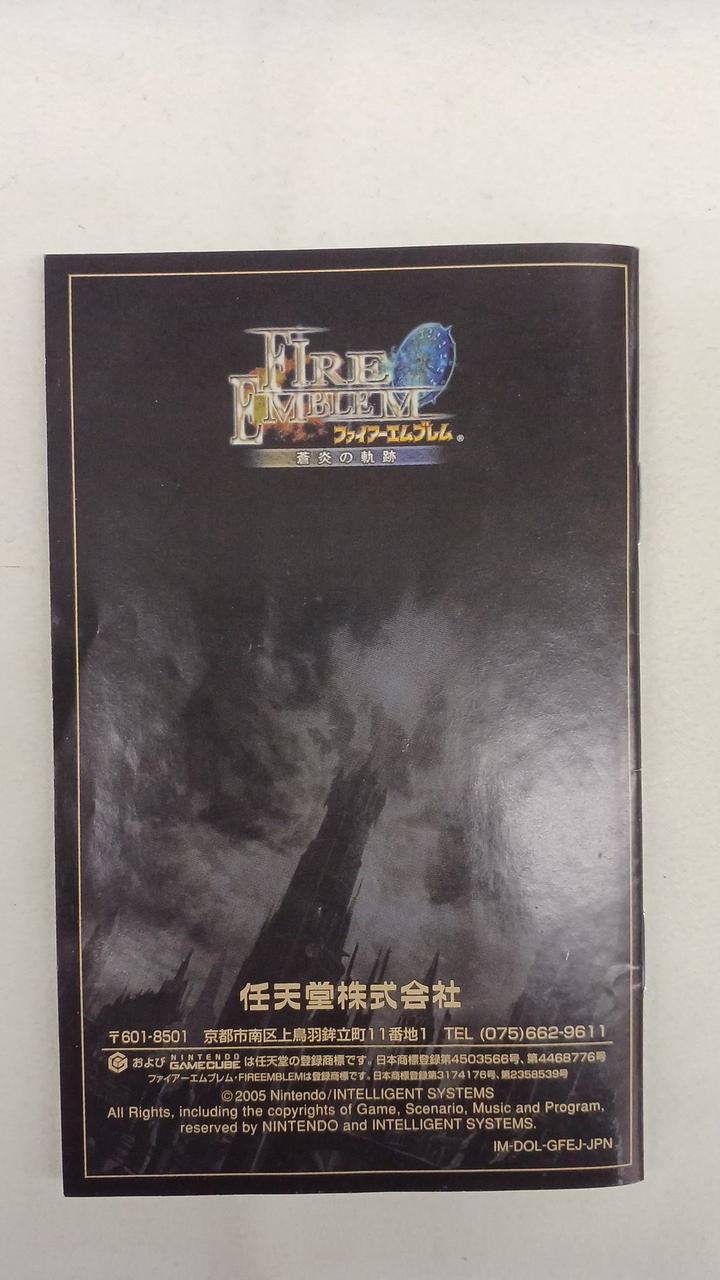 FIRE
EMBLEM
ファイアーエムブレム®
蒼炎の軌跡
任天堂株式会社
〒601-8501 京都市南区上鳥羽鉾立町11番地1 TEL (075)662-9611
および NINTENDO GAMECUBE は任天堂の登録商標です。日本商標登録第4503566号、第4468776号
ファイアーエムブレム・FIREEMBLEMは登録商標です。日本商標登録第3174176号、第2358539号
©2005 Nintendo/INTELLIGENT SYSTEMS
All Rights, including the copyrights of Game, Scenario, Music and Program,
reserved by NINTENDO and INTELLIGENT SYSTEMS.
IM-DOL-GFEJ-JPN